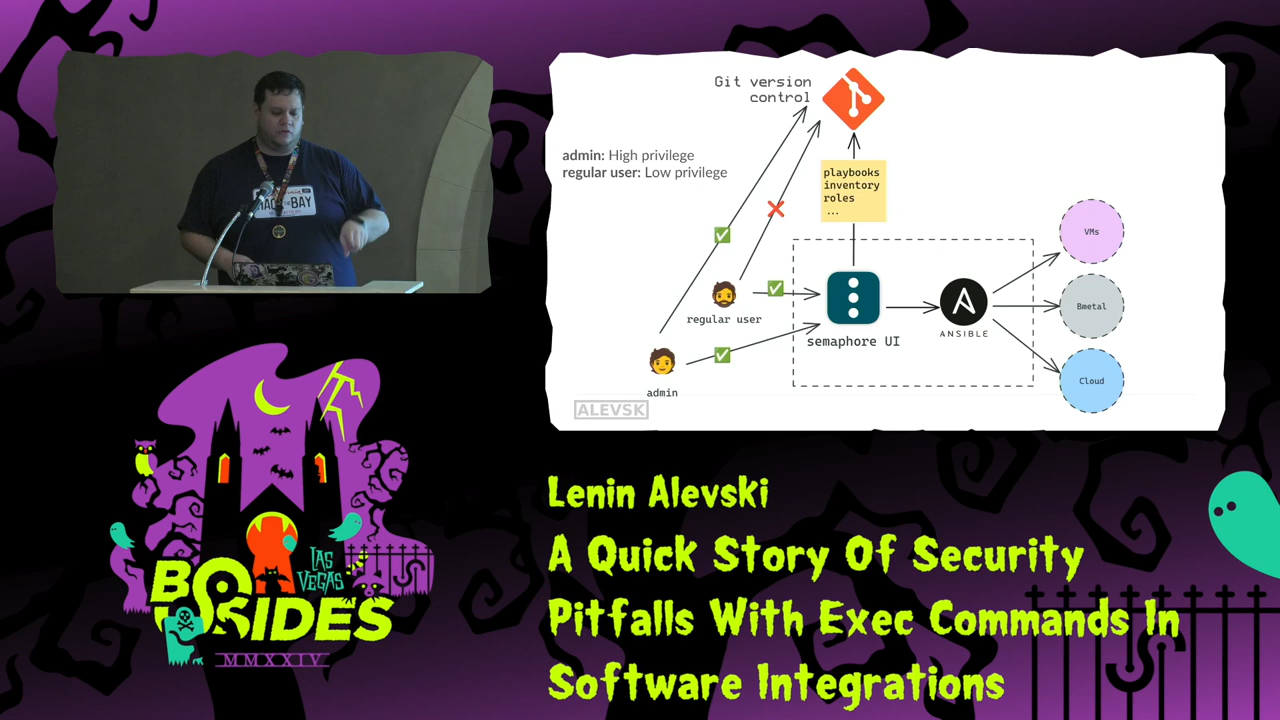 Git version
control
admin: High privilege
regular user: Low privilege
playbooks
inventory
roles
...
VMs
Bmetal
Cloud
regular user
semaphore UI
ANSIBLE
admin
ALEVSK
BSIDES
LAS
VEGAS
MMXXIV
Lenin Alevski
A Quick Story Of Security
Pitfalls With Exec Commands In
Software Integrations